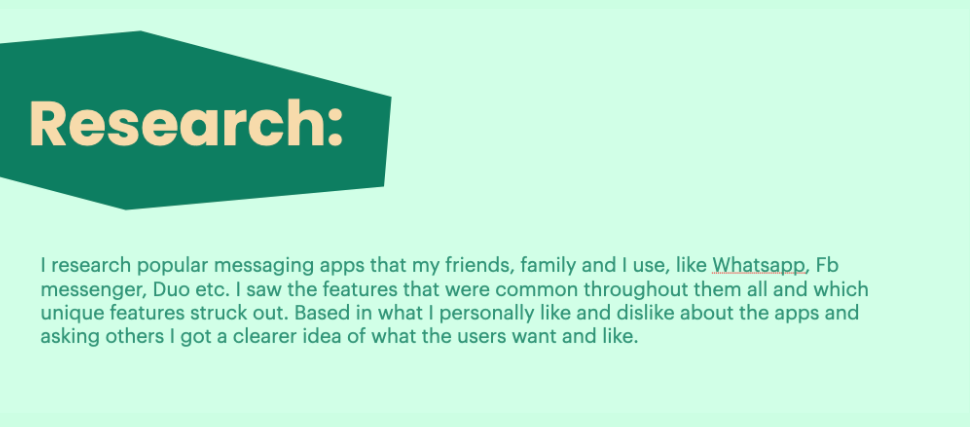 Research:
I research popular messaging apps that my friends, family and I use, like Whatsapp, Fb
messenger, Duo etc. I saw the features that were common throughout them all and which
unique features struck out. Based in what I personally like and dislike about the apps and
asking others I got a clearer idea of what the users want and like.